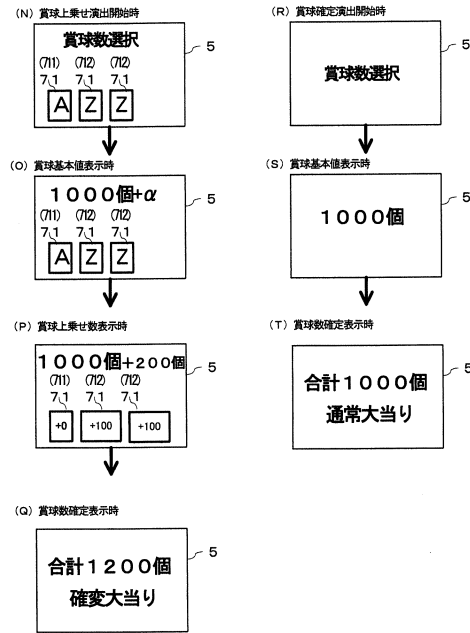 (N) 賞球上乗せ演出開始時
賞球数選択
5
(711) (712) (712)
71 71 71
A Z Z
(O) 賞球基本値表示時
1000個+α
5
(711) (712) (712)
71 71 71
A Z Z
(P) 賞球上乗せ数表示時
1000個+200個
5
(711) (712) (712)
71 71 71
+0 +100 +100
(Q) 賞球数確定表示時
合計1200個
5
確変大当り
(R) 賞球確定演出開始時
賞球数選択
5
(S) 賞球基本値表示時
1000個
5
(T) 賞球数確定表示時
合計1000個
5
通常大当り